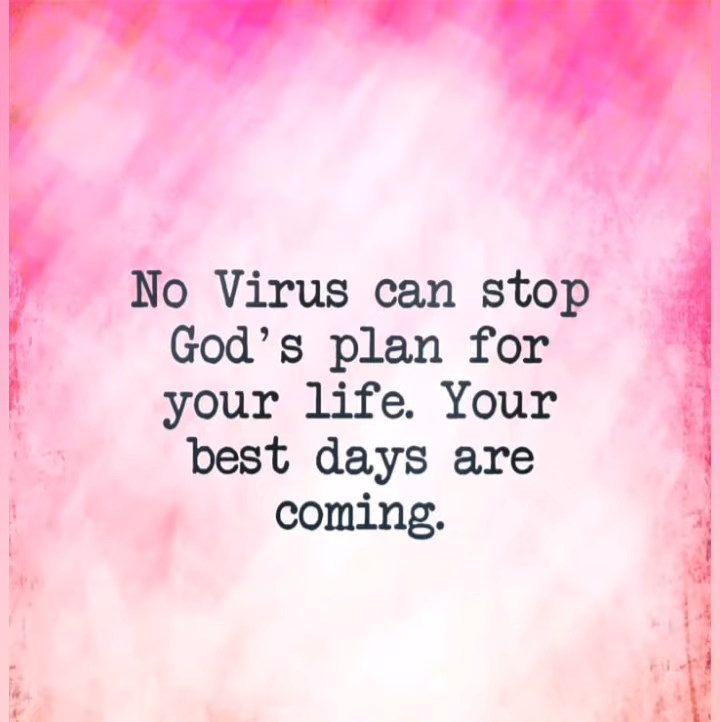 No Virus can stop
God's plan for
your life. Your
best days are
coming.